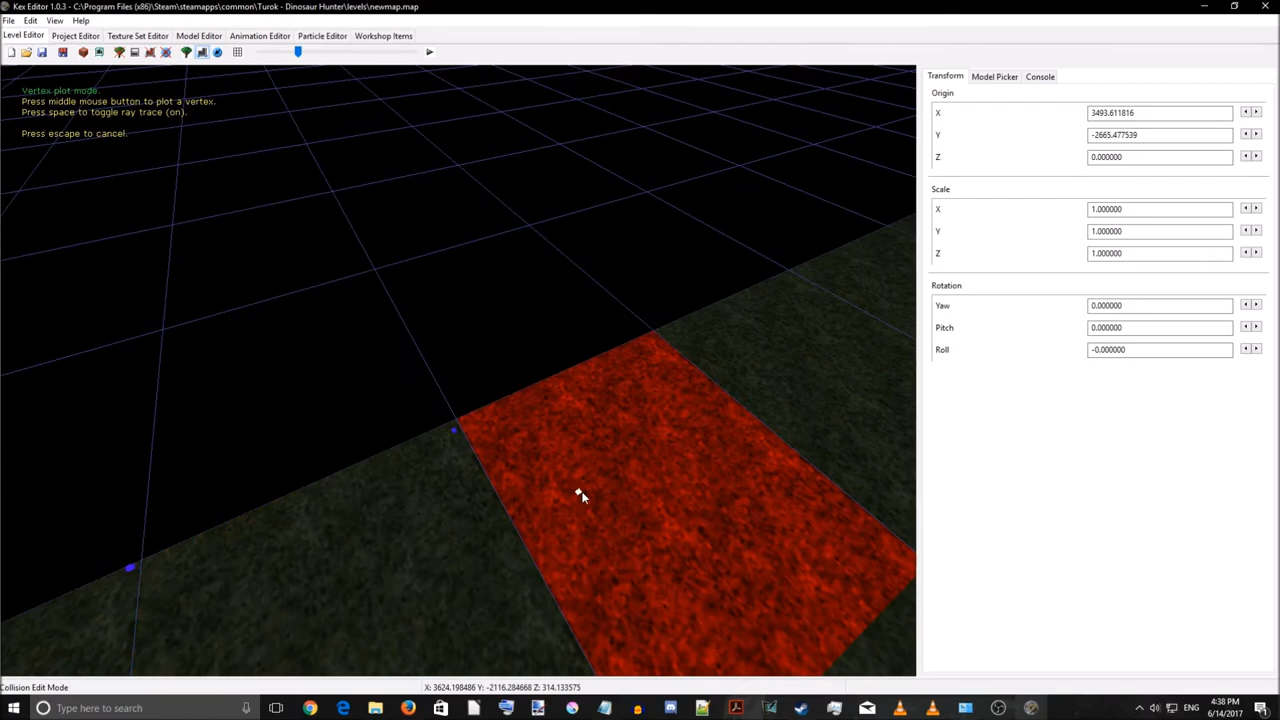 Kex Editor 1.0.3 - C:\Program Files (x86)\Steam\steamapps\common\Turok - Dinosaur Hunter\levels\newmap.map
File Edit View Help
Level Editor Project Editor Texture Set Editor Model Editor Animation Editor Particle Editor Workshop Items
Vertex plot mode.
Press middle mouse button to plot a vertex.
Press space to toggle ray trace (on).
Press escape to cancel.
Transform Model Picker Console
Origin
X 3493.611816
Y -2665.477539
Z 0.000000
Scale
X 1.000000
Y 1.000000
Z 1.000000
Rotation
Yaw 0.000000
Pitch 0.000000
Roll -0.000000
Collision Edit Mode X: 3624.198486 Y: -2116.284668 Z: 314.133575
Type here to search
ENG
4:38 PM
6/14/2017